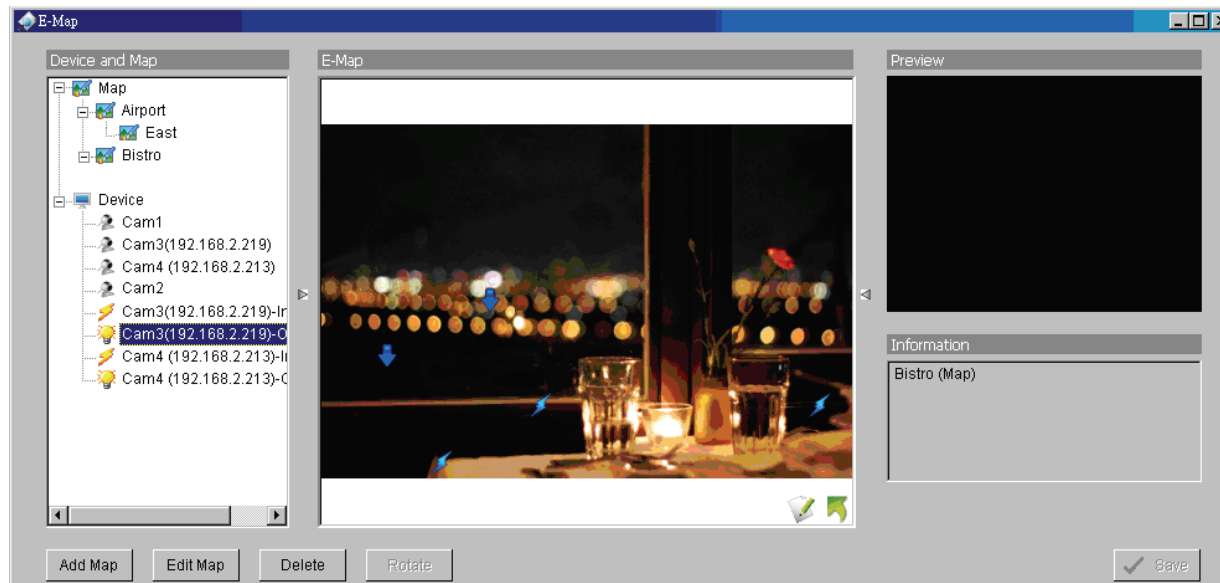 E-Map
Device and Map
Map
Airport
East
Bistro
Device
Cam1
Cam3(192.168.2.219)
Cam4 (192.168.2.213)
Cam2
Cam3(192.168.2.219)-Ir
Cam3(192.168.2.219)-O
Cam4 (192.168.2.213)-In
Cam4 (192.168.2.213)-C
E-Map
Preview
Information
Bistro (Map)
Add Map
Edit Map
Delete
Rotate
Save